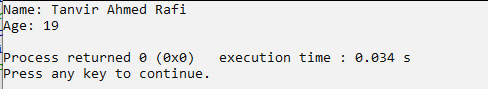 Name: Tanvir Ahmed Rafi
Age: 19
Process returned 0 (0x0)   execution time : 0.034 s
Press any key to continue.